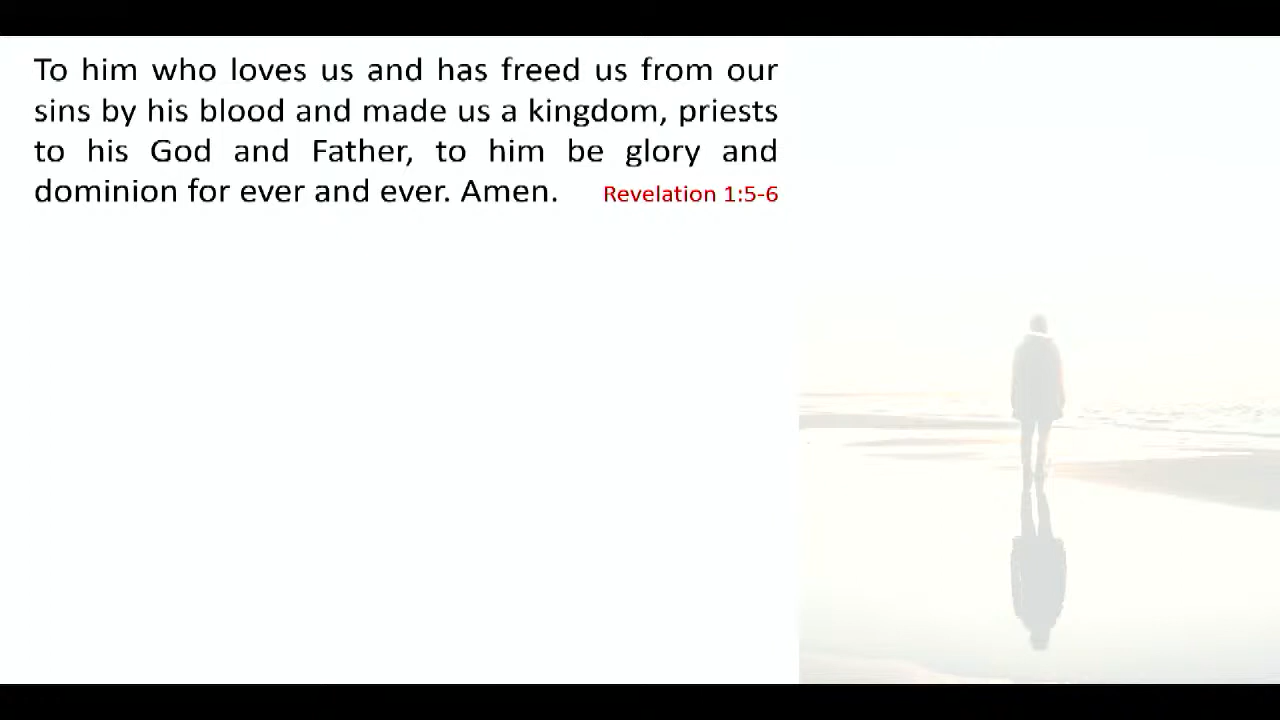 To him who loves us and has freed us from our
sins by his blood and made us a kingdom, priests
to his God and Father, to him be glory and
dominion for ever and ever. Amen. Revelation 1:5-6